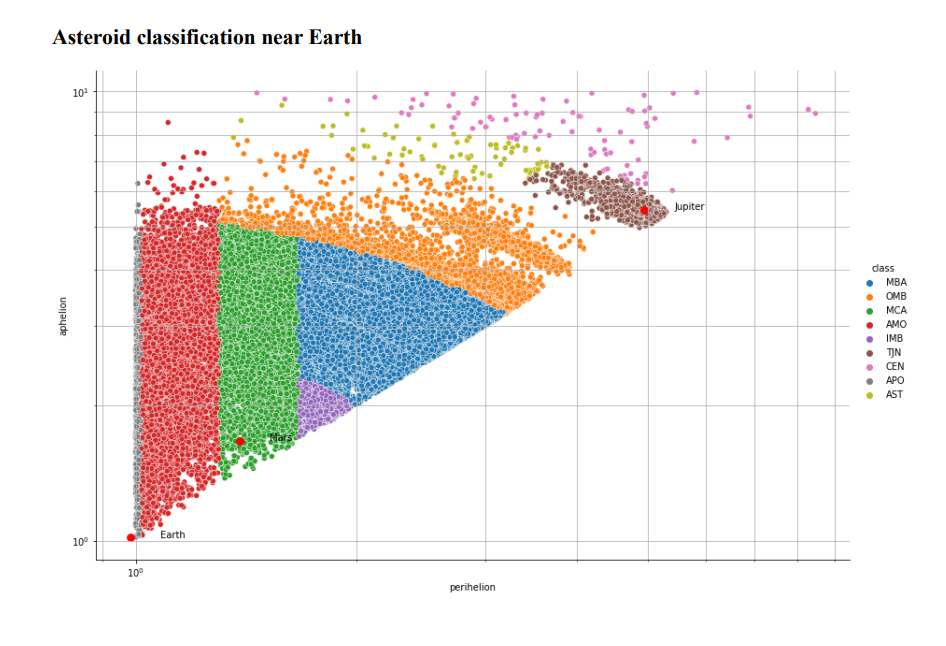 Asteroid classification near Earth
10¹
Jupiter
class
MBA
OMB
MCA
AMO
IMB
TJN
CEN
APO
AST
aphelion
Mars
Earth
10⁰
10⁰
perihelion